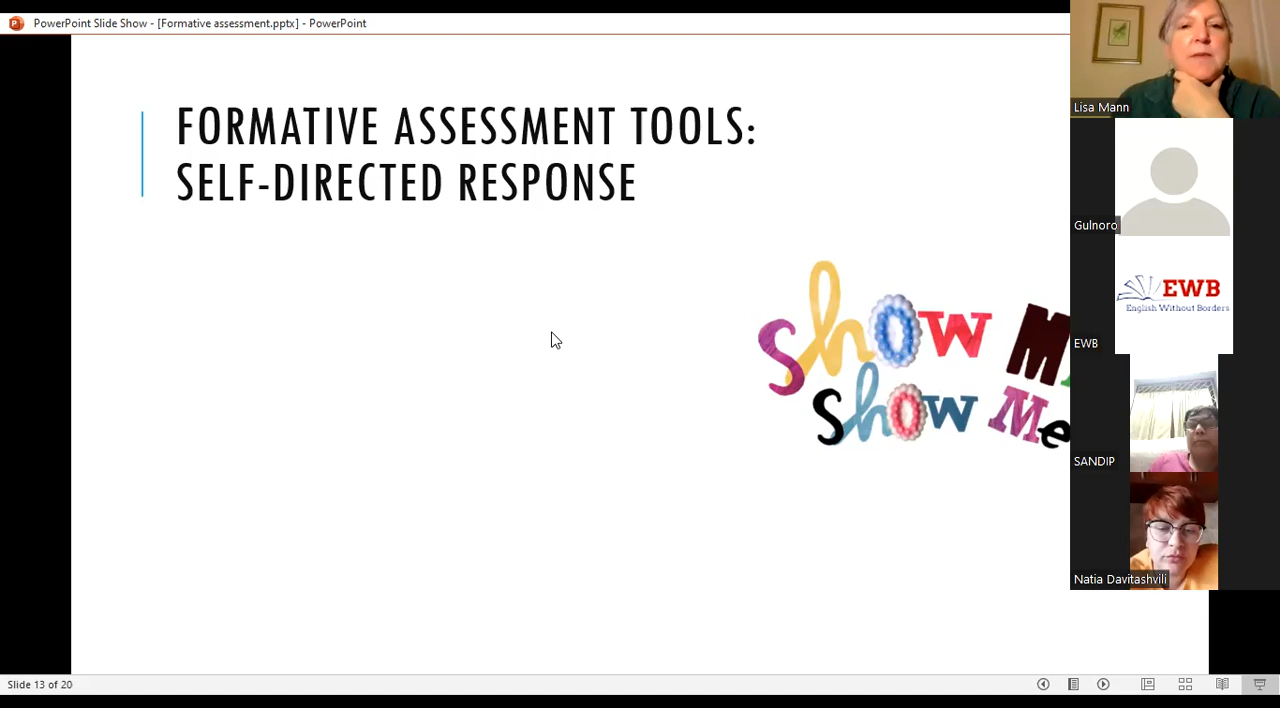 PowerPoint Slide Show - [Formative assessment.pptx] - PowerPoint
FORMATIVE ASSESSMENT TOOLS:
SELF-DIRECTED RESPONSE
Show M
Show Me
Lisa Mann
Gulnoro
EWB
English Without Borders
EWB
SANDIP
Natia Davitashvili
Slide 13 of 20